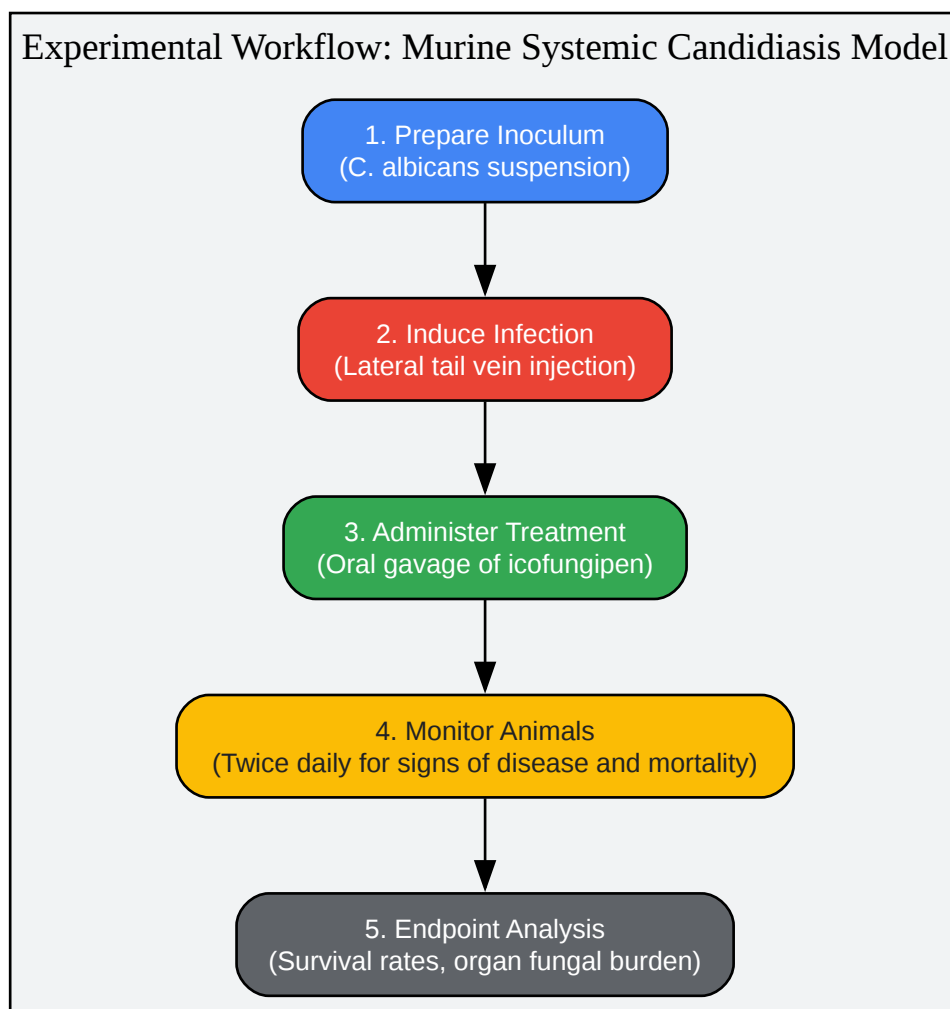 Experimental Workflow: Murine Systemic Candidiasis Model
1. Prepare Inoculum
(C. albicans suspension)
2. Induce Infection
(Lateral tail vein injection)
3. Administer Treatment
(Oral gavage of icofungipen)
4. Monitor Animals
(Twice daily for signs of disease and mortality)
5. Endpoint Analysis
(Survival rates, organ fungal burden)